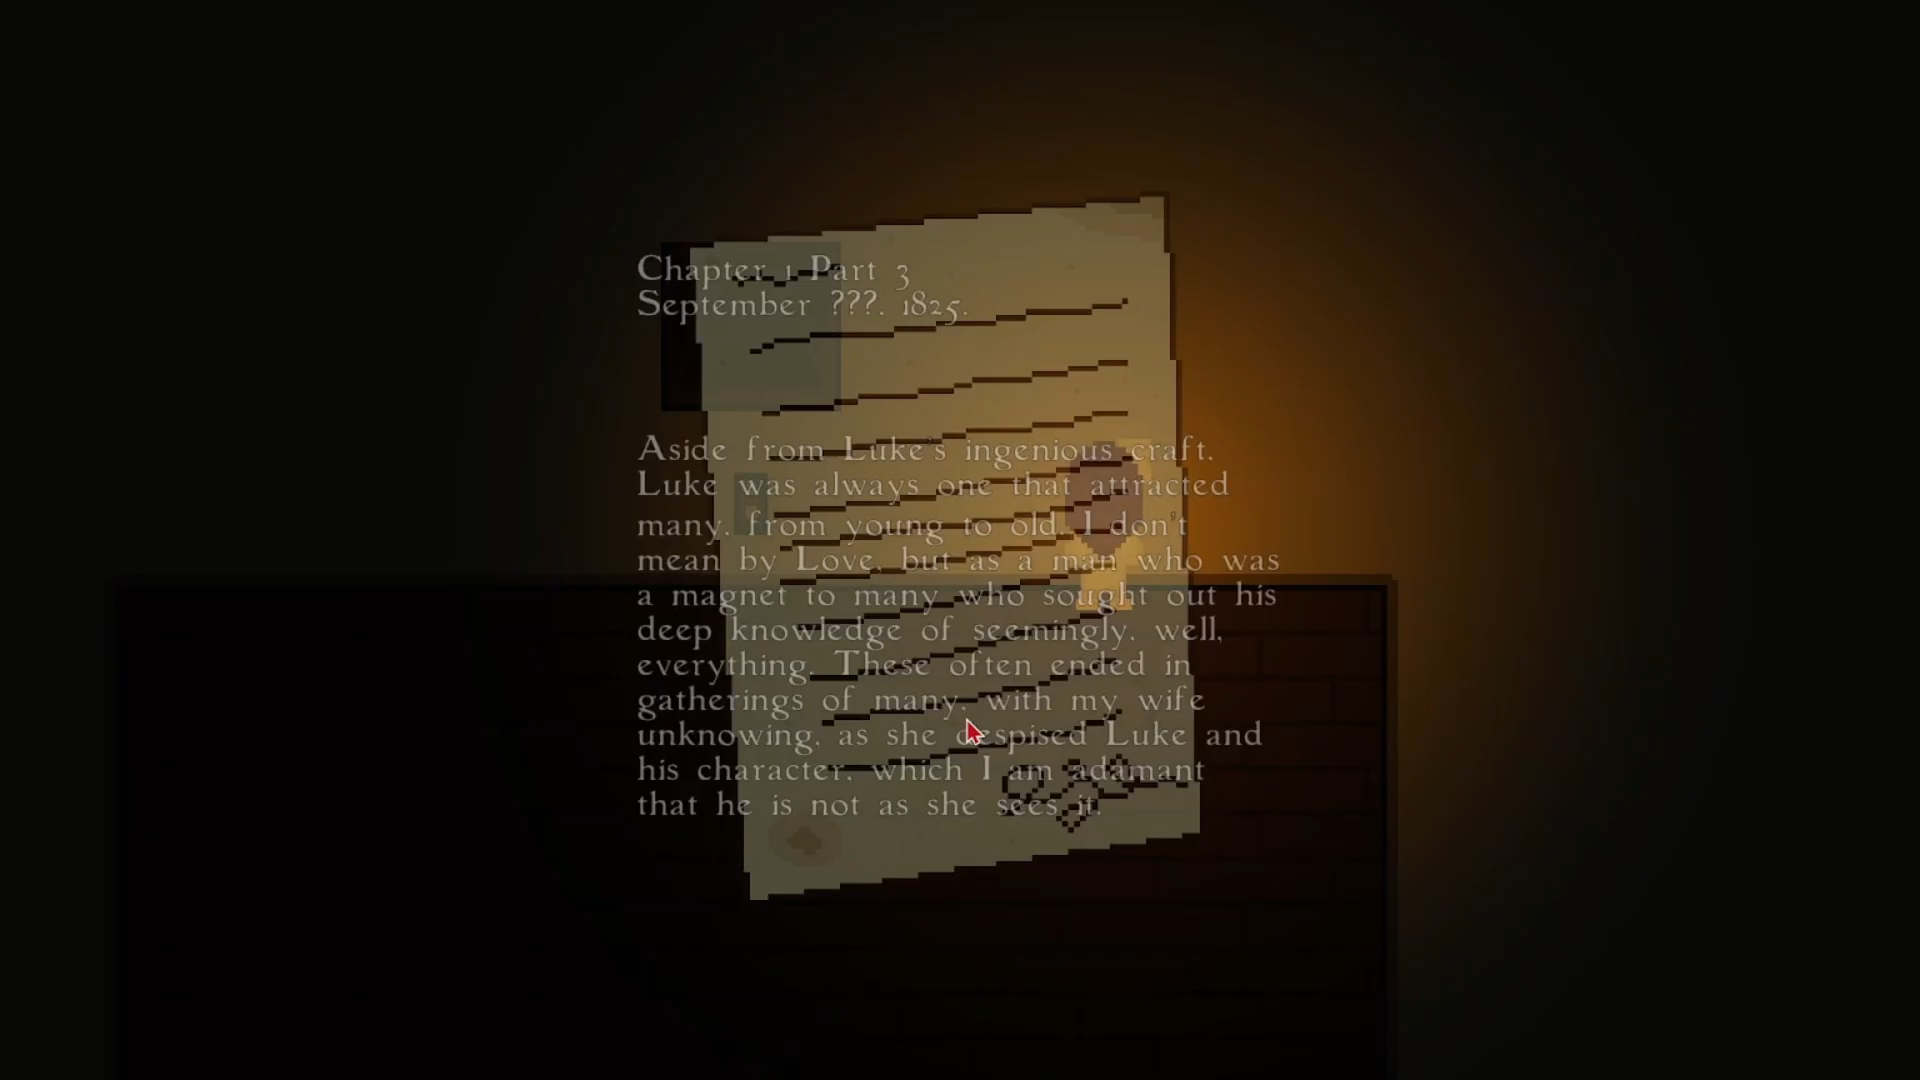 Chapter 1 Part 3
September ???, 1825.
Aside from Luke's ingenious craft,
Luke was always one that attracted
many, from young to old. I don't
mean by Love, but as a man who was
a magnet to many who sought out his
deep knowledge of seemingly, well,
everything. These often ended in
gatherings of many, with my wife
unknowing, as she despised Luke and
his character, which I am adamant
that he is not as she sees it.